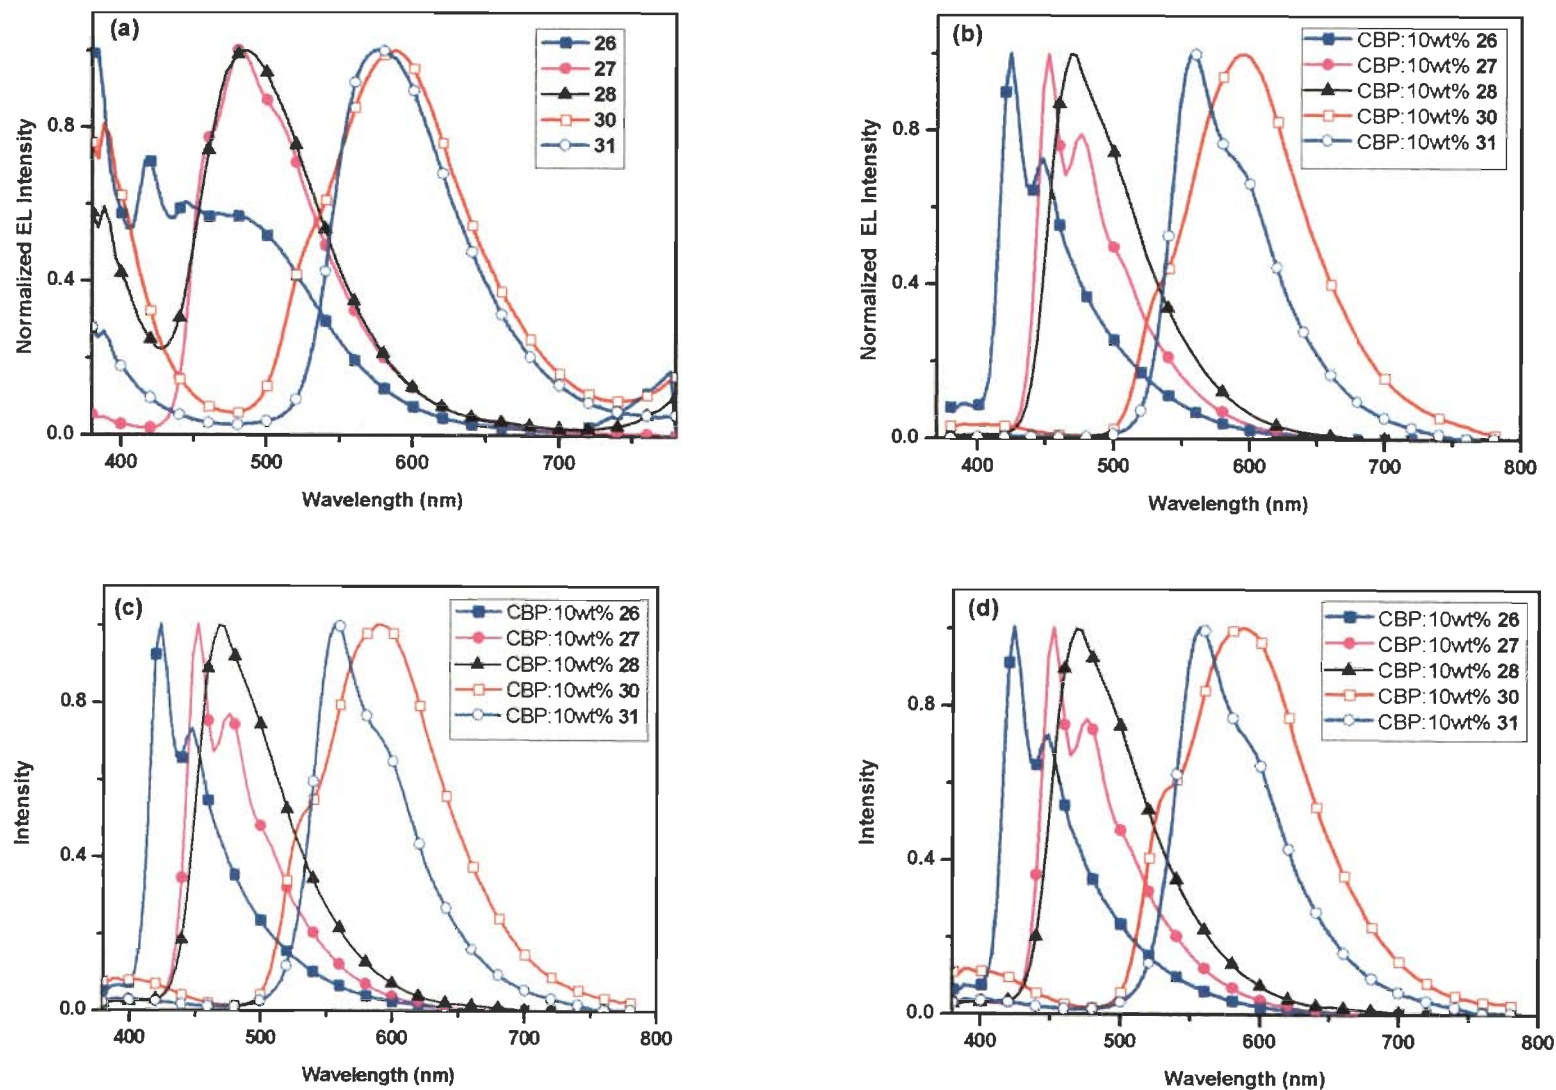 (a)
26
27
28
30
31
Normalized EL Intensity
0.8
0.4
0.0
400 500 600 700
Wavelength (nm)
(b)
CBP:10wt% 26
CBP:10wt% 27
CBP:10wt% 28
CBP:10wt% 30
CBP:10wt% 31
Normalized EL Intensity
0.8
0.4
0.0
400 500 600 700 800
Wavelength (nm)
(c)
CBP:10wt% 26
CBP:10wt% 27
CBP:10wt% 28
CBP:10wt% 30
CBP:10wt% 31
Intensity
0.8
0.4
0.0
400 500 600 700 800
Wavelength (nm)
(d)
CBP:10wt% 26
CBP:10wt% 27
CBP:10wt% 28
CBP:10wt% 30
CBP:10wt% 31
Intensity
0.8
0.4
0.0
400 500 600 700 800
Wavelength (nm)